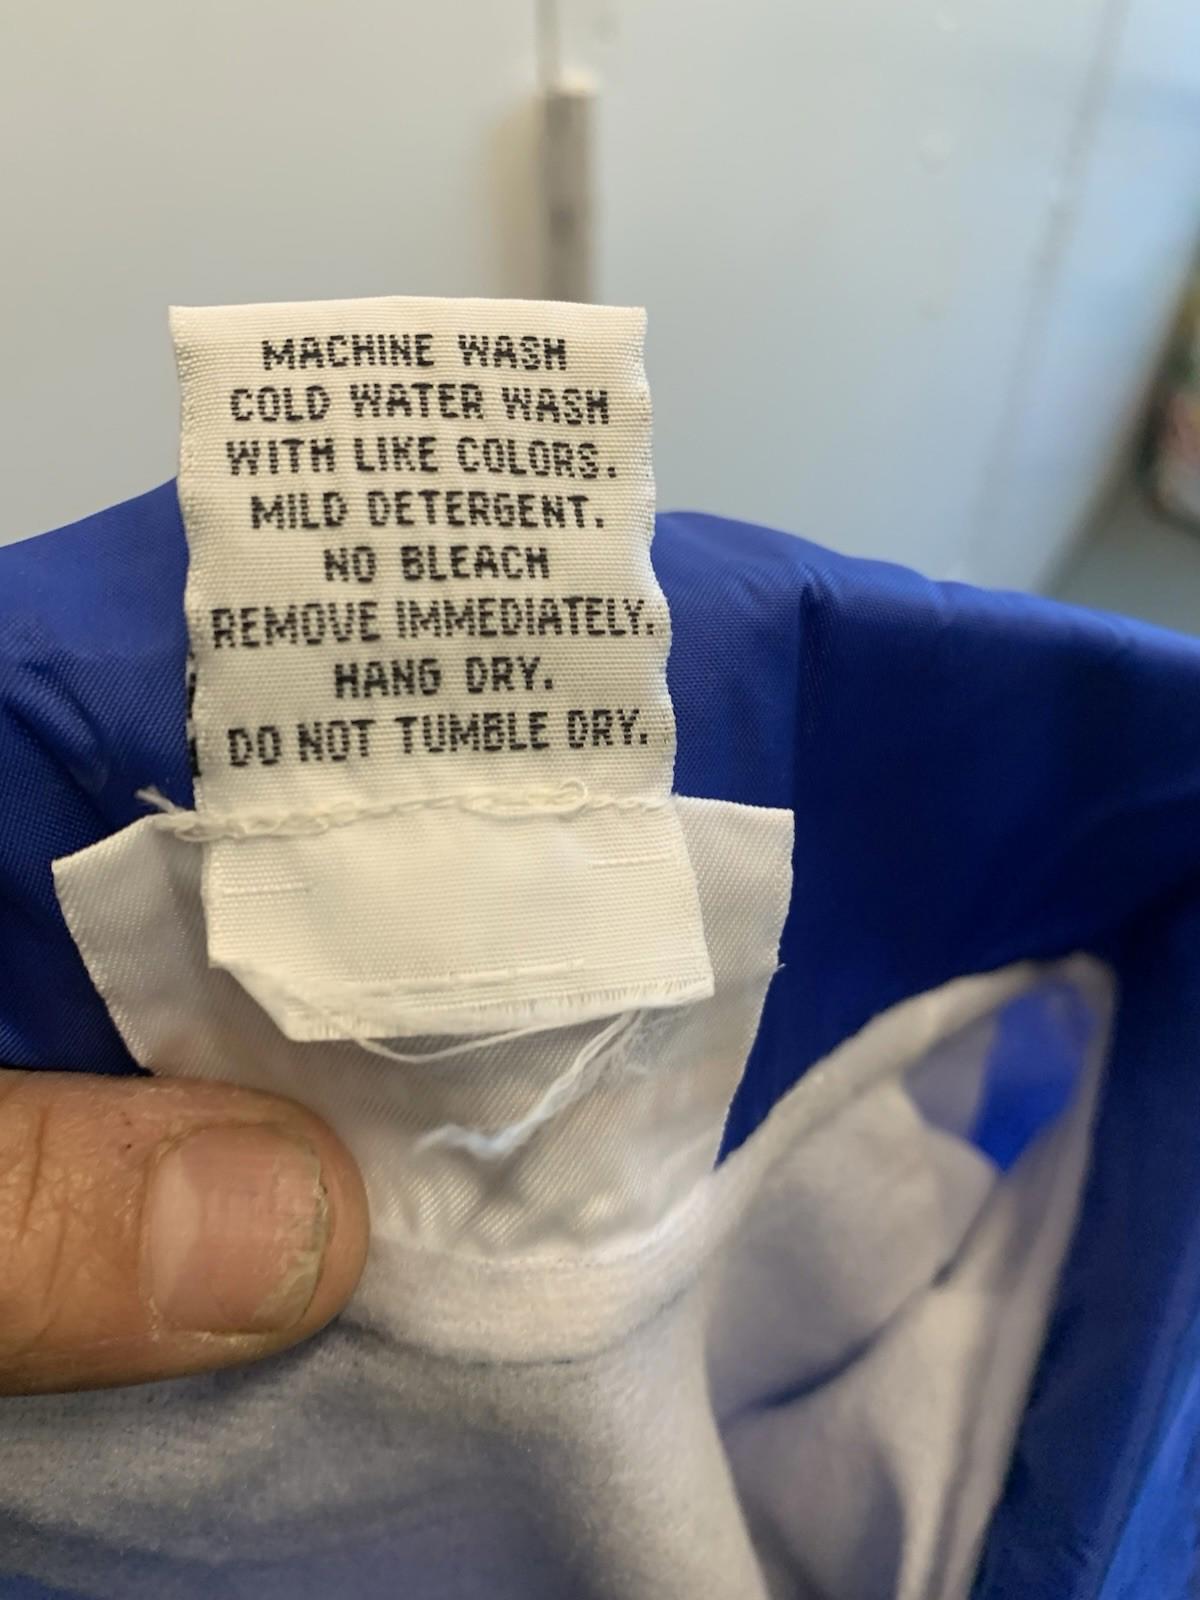 MACHINE WASH
COLD WATER WASH
WITH LIKE COLORS.
MILD DETERGENT.
NO BLEACH
REMOVE IMMEDIATELY.
HANG DRY.
DO NOT TUMBLE DRY.